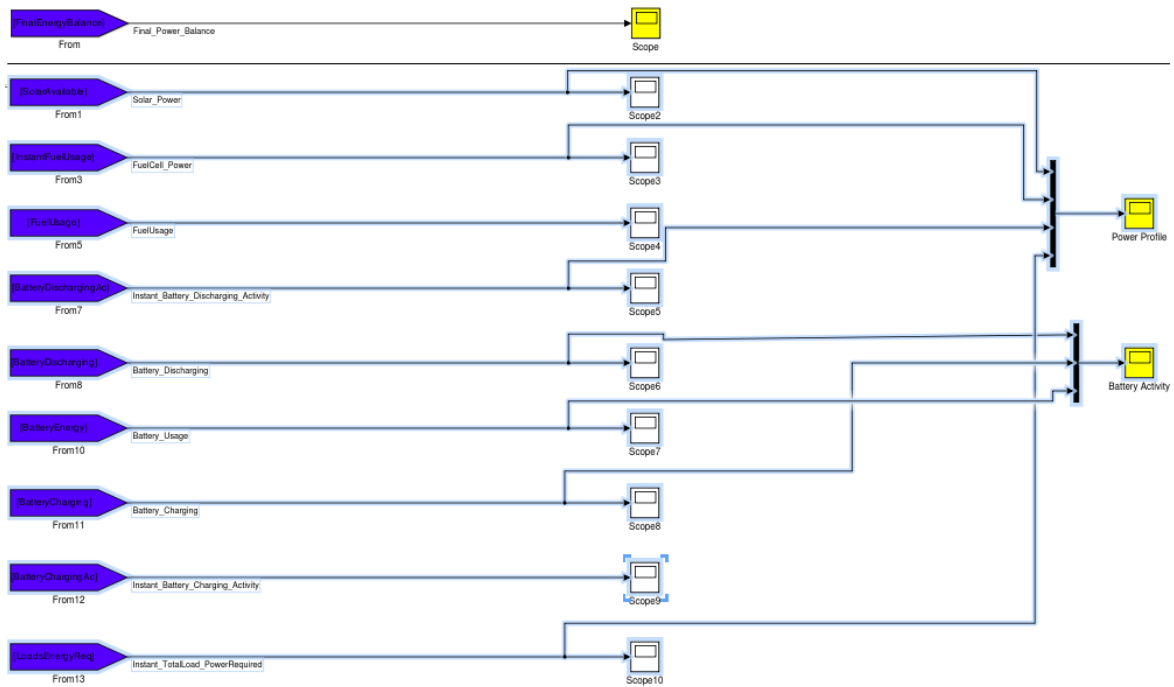 [FinalEnergyBalance]
Final_Power_Balance
From
Scope
[SolarAvailable]
Solar_Power
From1
Scope2
[InstantFuelUsage]
FuelCell_Power
From3
Scope3
[FuelUsage]
FuelUsage
From5
Scope4
Power Profile
[BatteryDischargingAc]
Instant_Battery_Discharging_Activity
From7
Scope5
[BatteryDischarging]
Battery_Discharging
From8
Scope6
Battery Activity
[BatteryEnergy]
Battery_Usage
From10
Scope7
[BatteryCharging]
Battery_Charging
From11
Scope8
[BatteryChargingAc]
Instant_Battery_Charging_Activity
From12
Scope9
[LoadsEnergyReq]
Instant_TotalLoad_PowerRequired
From13
Scope10